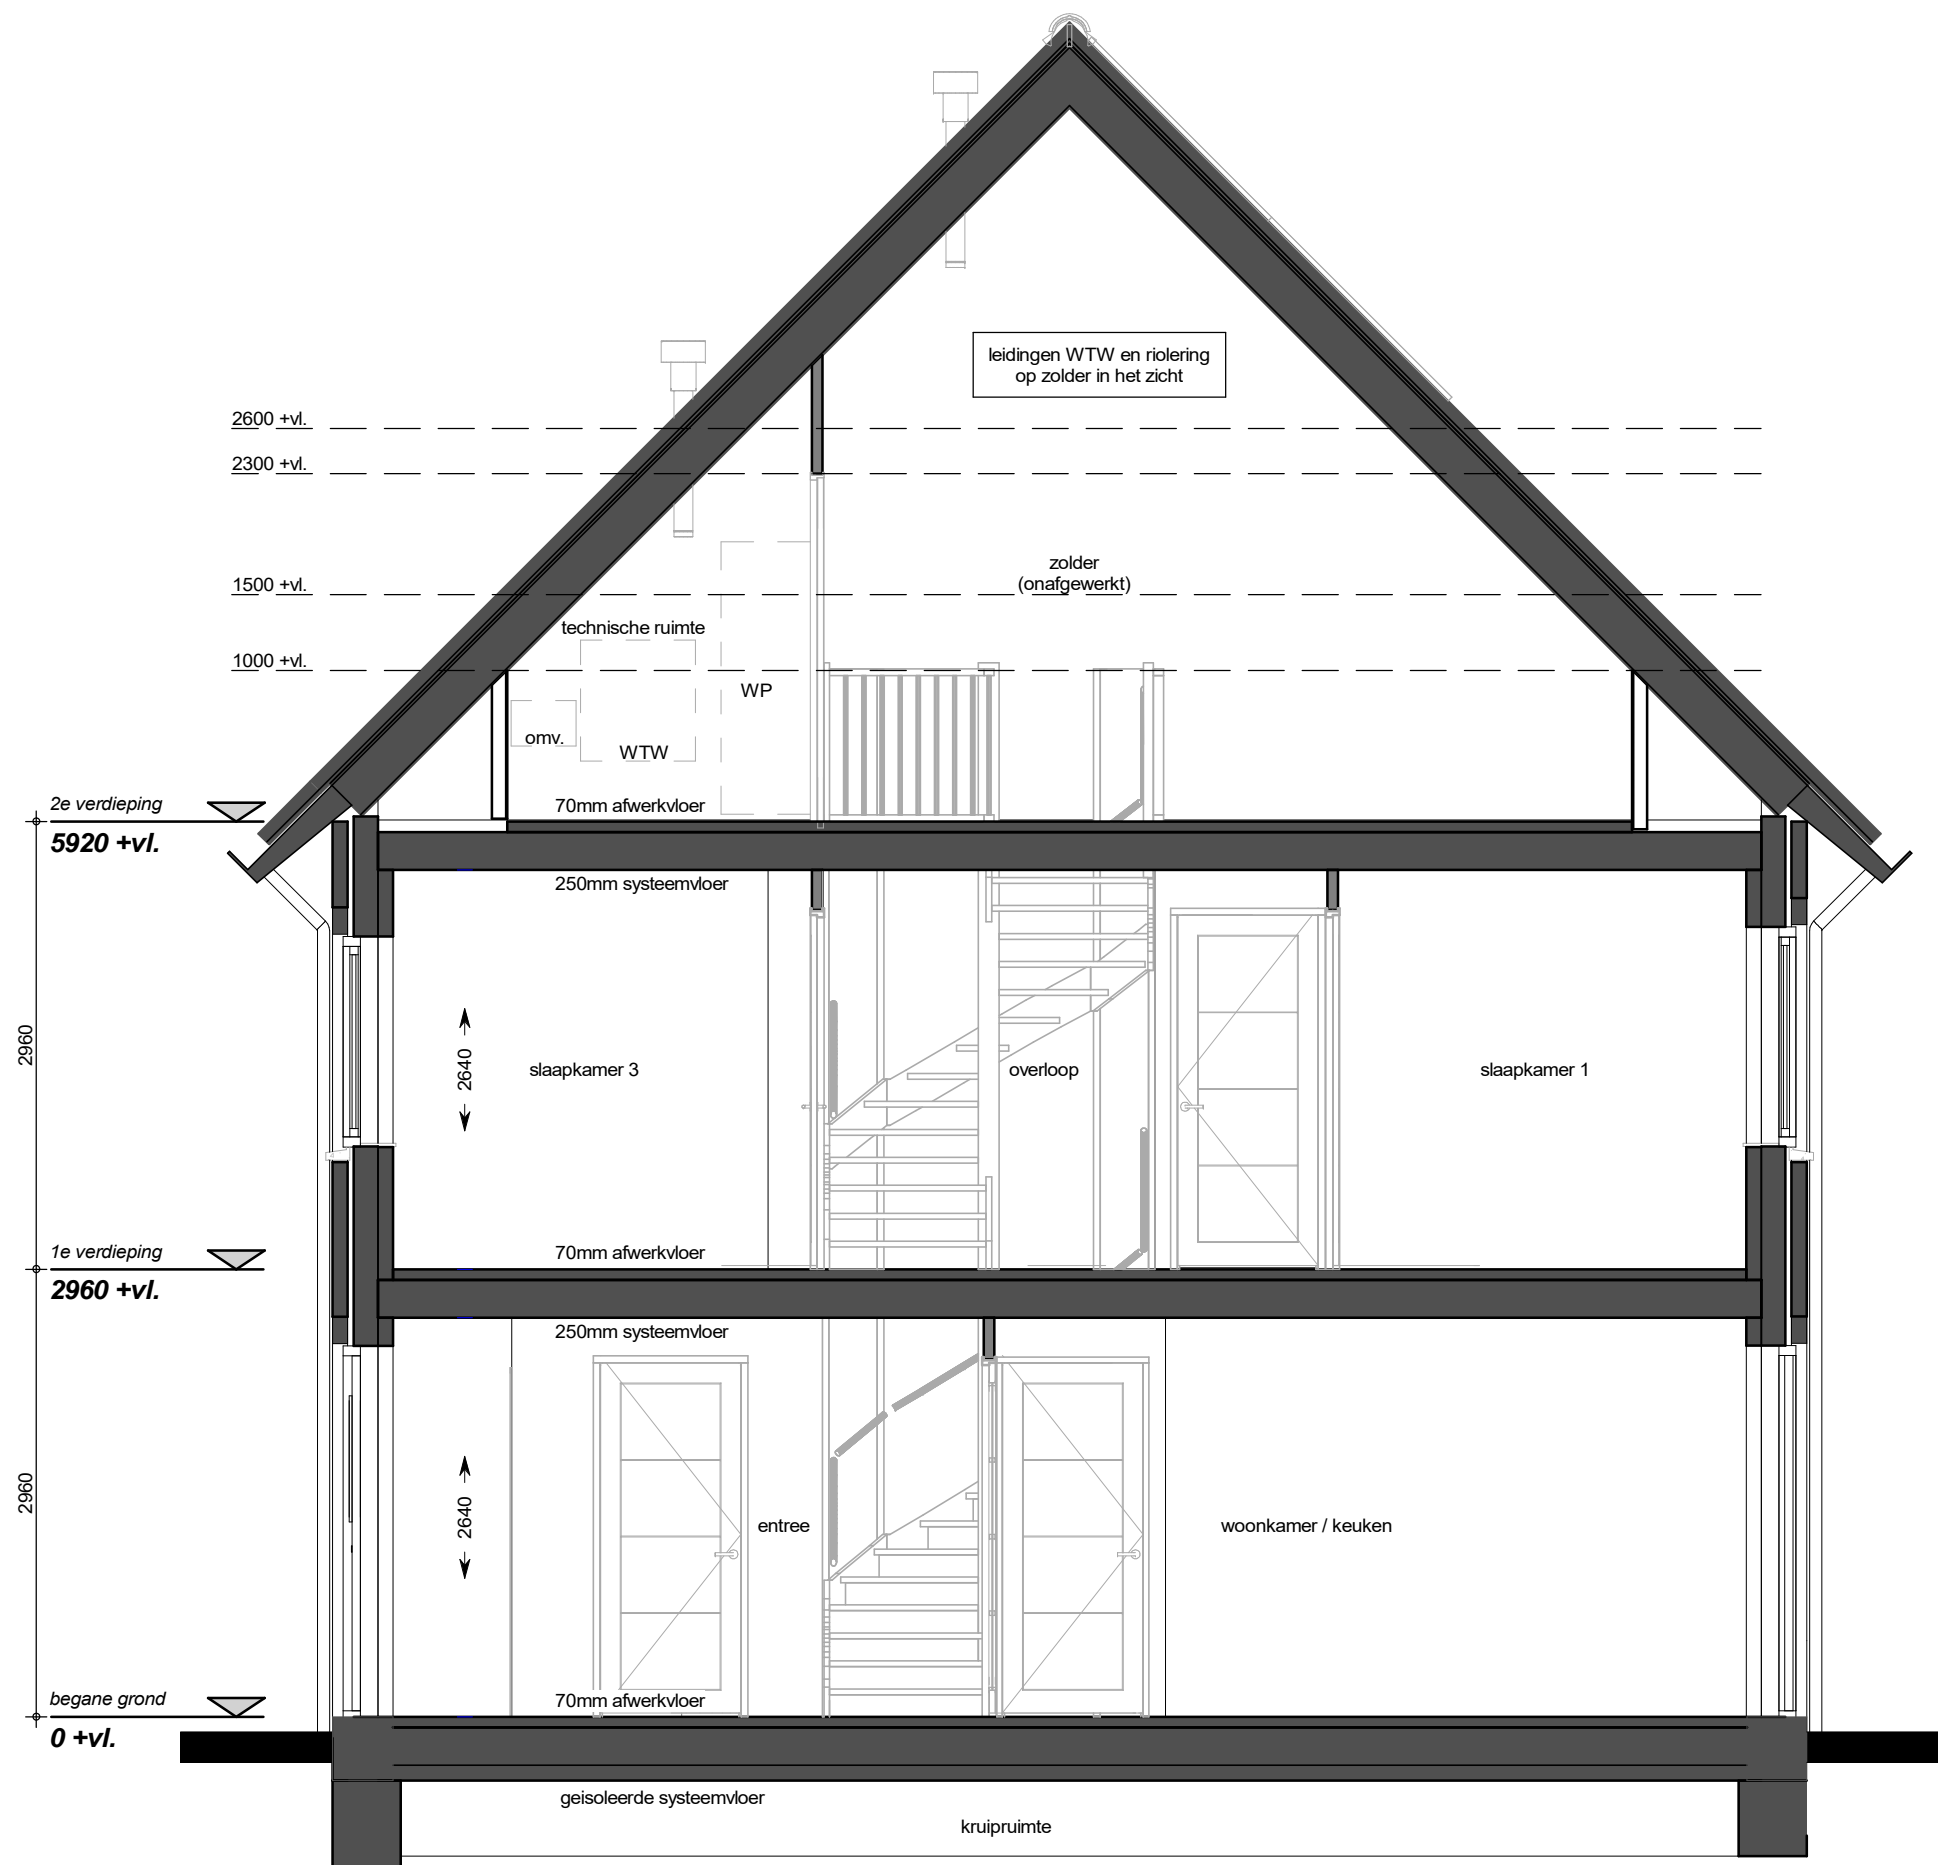 leidingen WTW en riolering
op zolder in het zicht
2600 +vl.
2300 +vl.
zolder
(onafgewerkt)
1500 +vl.
technische ruimte
1000 +vl.
WP
omv.
WTW
2e verdieping
70mm afwerkvloer
5920 +vl.
250mm systeemvloer
2960
2640
slaapkamer 3
overloop
slaapkamer 1
1e verdieping
70mm afwerkvloer
2960 +vl.
250mm systeemvloer
2960
2640
entree
woonkamer / keuken
begane grond
70mm afwerkvloer
0 +vl.
geisoleerde systeemvloer
kruipruimte